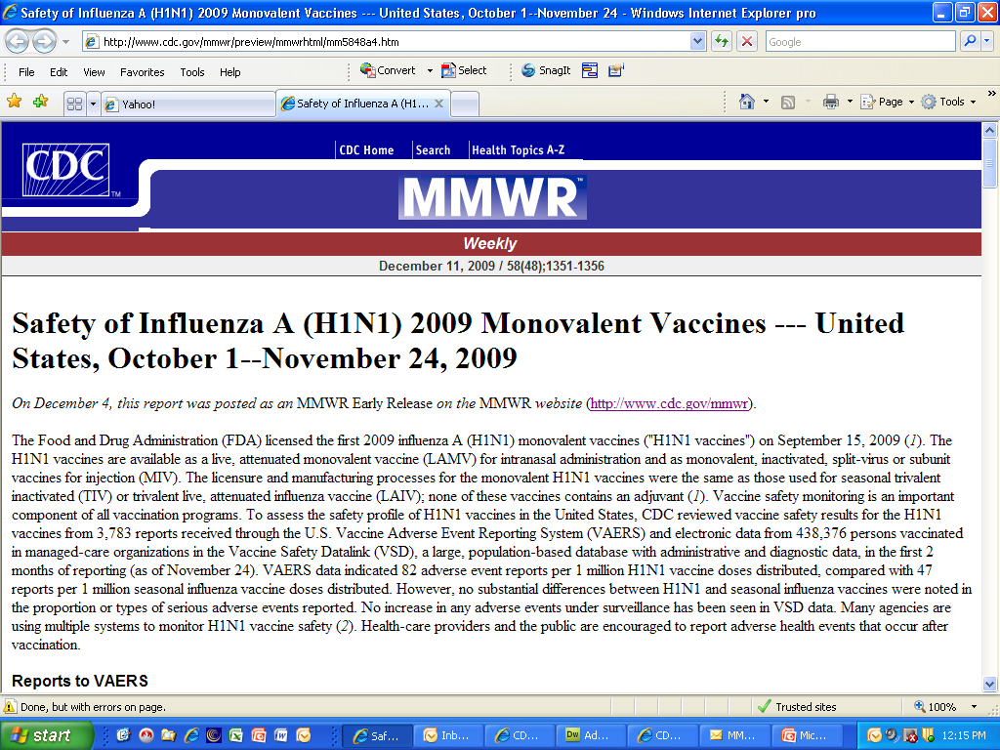 Safety of Influenza A (H1N1) 2009 Monovalent Vaccines --- United States, October 1--November 24 - Windows Internet Explorer pro
http://www.cdc.gov/mmwr/preview/mmwrhtml/mm5848a4.htm
Google
File Edit View Favorites Tools Help
Convert Select SnagIt
Yahoo! Safety of Influenza A (H1... Page Tools
CDC Home Search Health Topics A-Z
CDC TM
MMWR TM
Weekly
December 11, 2009 / 58(48);1351-1356
Safety of Influenza A (H1N1) 2009 Monovalent Vaccines --- United
States, October 1--November 24, 2009
On December 4, this report was posted as an MMWR Early Release on the MMWR website (http://www.cdc.gov/mmwr).
The Food and Drug Administration (FDA) licensed the first 2009 influenza A (H1N1) monovalent vaccines ("H1N1 vaccines") on September 15, 2009 (1). The
H1N1 vaccines are available as a live, attenuated monovalent vaccine (LAMV) for intranasal administration and as monovalent, inactivated, split-virus or subunit
vaccines for injection (MIV). The licensure and manufacturing processes for the monovalent H1N1 vaccines were the same as those used for seasonal trivalent
inactivated (TIV) or trivalent live, attenuated influenza vaccine (LAIV); none of these vaccines contains an adjuvant (1). Vaccine safety monitoring is an important
component of all vaccination programs. To assess the safety profile of H1N1 vaccines in the United States, CDC reviewed vaccine safety results for the H1N1
vaccines from 3,783 reports received through the U.S. Vaccine Adverse Event Reporting System (VAERS) and electronic data from 438,376 persons vaccinated
in managed-care organizations in the Vaccine Safety Datalink (VSD), a large, population-based database with administrative and diagnostic data, in the first 2
months of reporting (as of November 24). VAERS data indicated 82 adverse event reports per 1 million H1N1 vaccine doses distributed, compared with 47
reports per 1 million seasonal influenza vaccine doses distributed. However, no substantial differences between H1N1 and seasonal influenza vaccines were noted in
the proportion or types of serious adverse events reported. No increase in any adverse events under surveillance has been seen in VSD data. Many agencies are
using multiple systems to monitor H1N1 vaccine safety (2). Health-care providers and the public are encouraged to report adverse health events that occur after
vaccination.
Reports to VAERS
Done, but with errors on page. Trusted sites 100%
start Saf... Inb... CD... Dw Ad... CD... MM... Mic... 12:15 PM